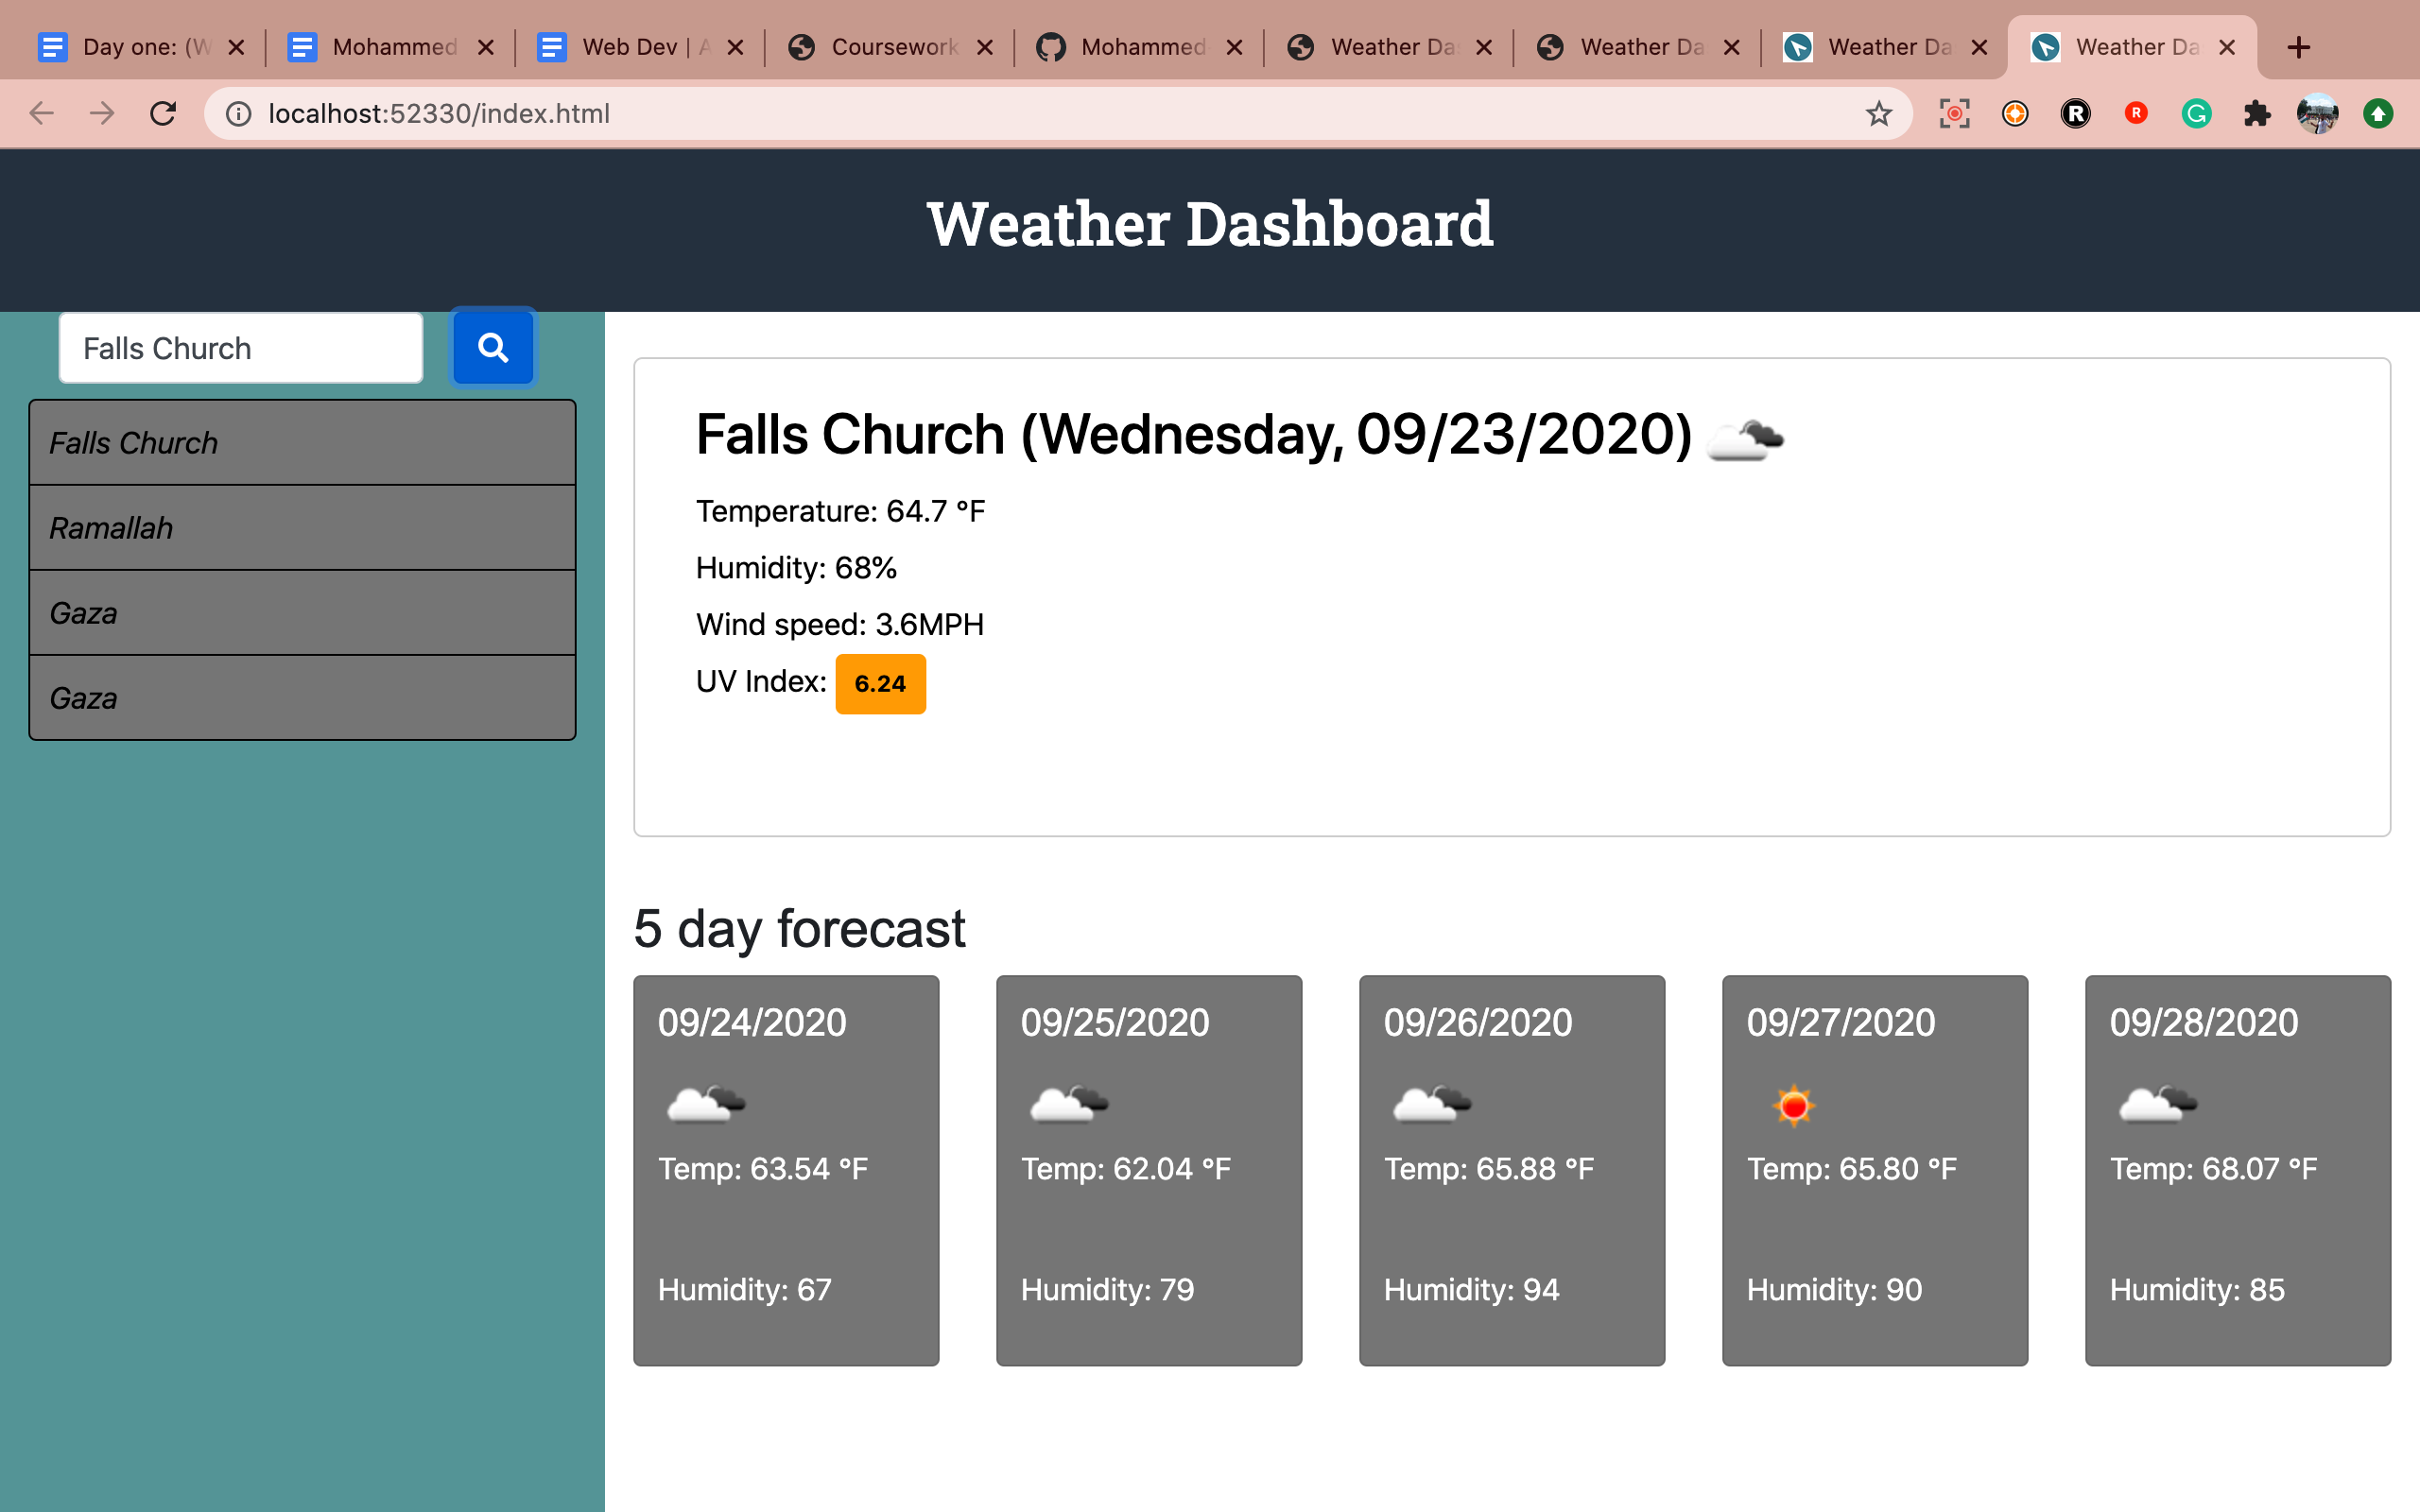 Day one: (W
Mohammed
Web Dev | A
Coursework
Mohammed
Weather Da
Weather Da
Weather Da
Weather Da
localhost:52330/index.html
Weather Dashboard
Falls Church
Falls Church
Ramallah
Gaza
Gaza
Falls Church (Wednesday, 09/23/2020)
Temperature: 64.7 °F
Humidity: 68%
Wind speed: 3.6MPH
UV Index: 6.24
5 day forecast
09/24/2020
Temp: 63.54 °F
Humidity: 67
09/25/2020
Temp: 62.04 °F
Humidity: 79
09/26/2020
Temp: 65.88 °F
Humidity: 94
09/27/2020
Temp: 65.80 °F
Humidity: 90
09/28/2020
Temp: 68.07 °F
Humidity: 85